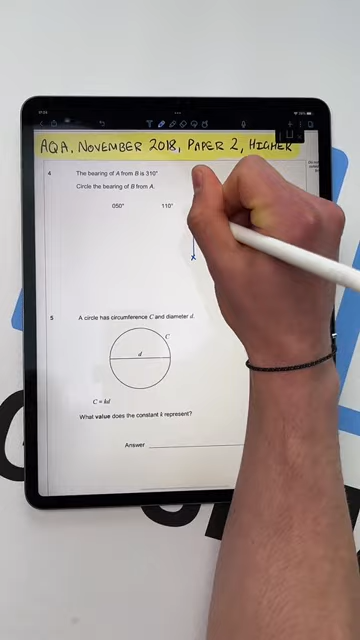 AQA, NOVEMBER 2018, PAPER 2, HIGHER
4 The bearing of A from B is 310°
Circle the bearing of B from A.
050° 110°
5 A circle has circumference C and diameter d.
C
d
C = kd
What value does the constant k represent?
Answer